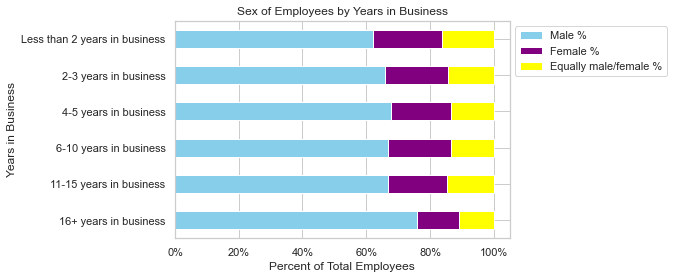 Sex of Employees by Years in Business
Male %
Female %
Equally male/female %
Years in Business
Less than 2 years in business
2-3 years in business
4-5 years in business
6-10 years in business
11-15 years in business
16+ years in business
0% 20% 40% 60% 80% 100%
Percent of Total Employees